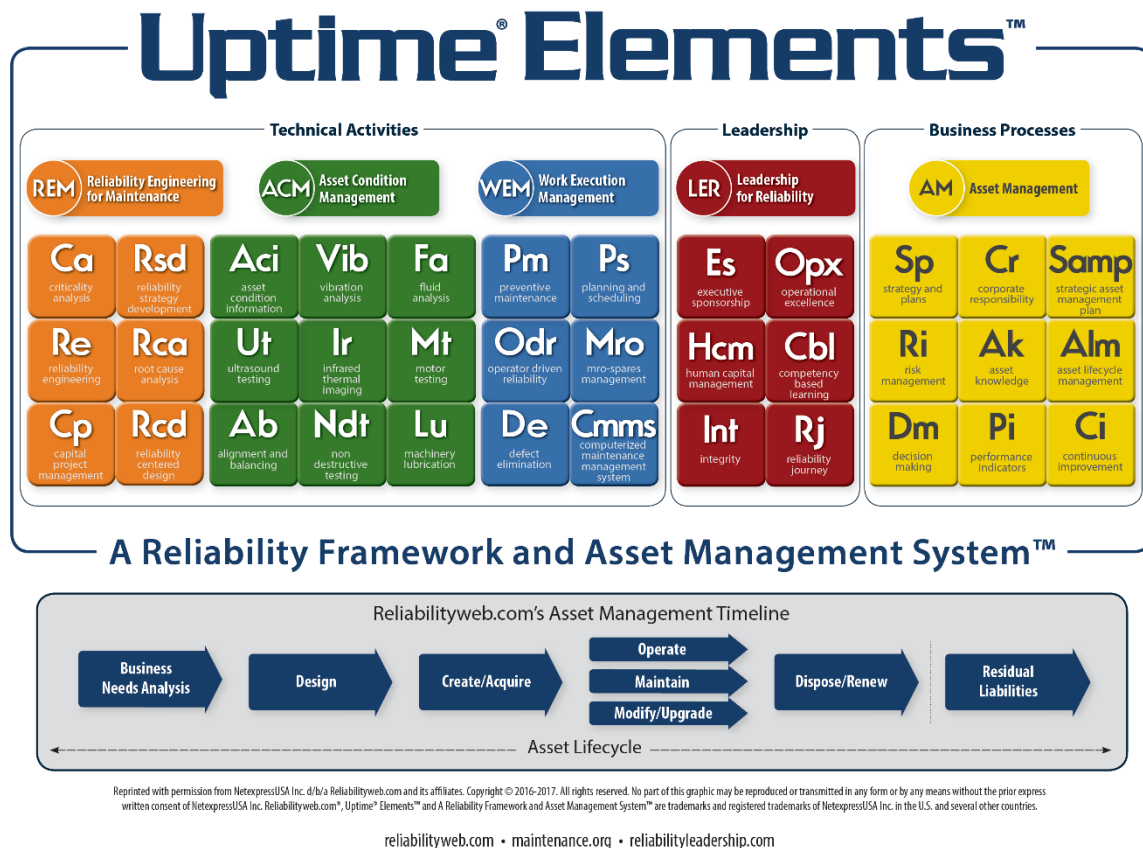 Uptime® Elements™
Technical Activities
Leadership
Business Processes
REM
Reliability Engineering
for Maintenance
ACM
Asset Condition
Management
WEM
Work Execution
Management
LER
Leadership
for Reliability
AM
Asset Management
Ca
criticality
analysis
Rsd
reliability
strategy
development
Aci
asset
condition
information
Vib
vibration
analysis
Fa
fluid
analysis
Pm
preventive
maintenance
Ps
planning and
scheduling
Es
executive
sponsorship
Opx
operational
excellence
Sp
strategy and
plans
Cr
corporate
responsibility
Samp
strategic asset
management
plan
Re
reliability
engineering
Rca
root cause
analysis
Ut
ultrasound
testing
Ir
infrared
thermal
imaging
Mt
motor
testing
Odr
operator driven
reliability
Mro
mro-spares
management
Hcm
human capital
management
Cbl
competency
based
learning
Ri
risk
management
Ak
asset
knowledge
Alm
asset lifecycle
management
Cp
capital
project
management
Rcd
reliability
centered
design
Ab
alignment and
balancing
Ndt
non
destructive
testing
Lu
machinery
lubrication
De
defect
elimination
Cmms
computerized
maintenance
management
system
Int
integrity
Rj
reliability
journey
Dm
decision
making
Pi
performance
indicators
Ci
continuous
improvement
A Reliability Framework and Asset Management System™
Reliabilityweb.com's Asset Management Timeline
Business
Needs Analysis
Design
Create/Acquire
Operate
Maintain
Modify/Upgrade
Dispose/Renew
Residual
Liabilities
Asset Lifecycle
Reprinted with permission from NetexpressUSA Inc. d/b/a Reliabilityweb.com and its affiliates. Copyright © 2016-2017. All rights reserved. No part of this graphic may be reproduced or transmitted in any form or by any means without the prior express
written consent of NetexpressUSA Inc. Reliabilityweb.com®, Uptime® Elements™ and A Reliability Framework and Asset Management System™ are trademarks and registered trademarks of NetexpressUSA Inc. in the U.S. and several other countries.
reliabilityweb.com • maintenance.org • reliabilityleadership.com